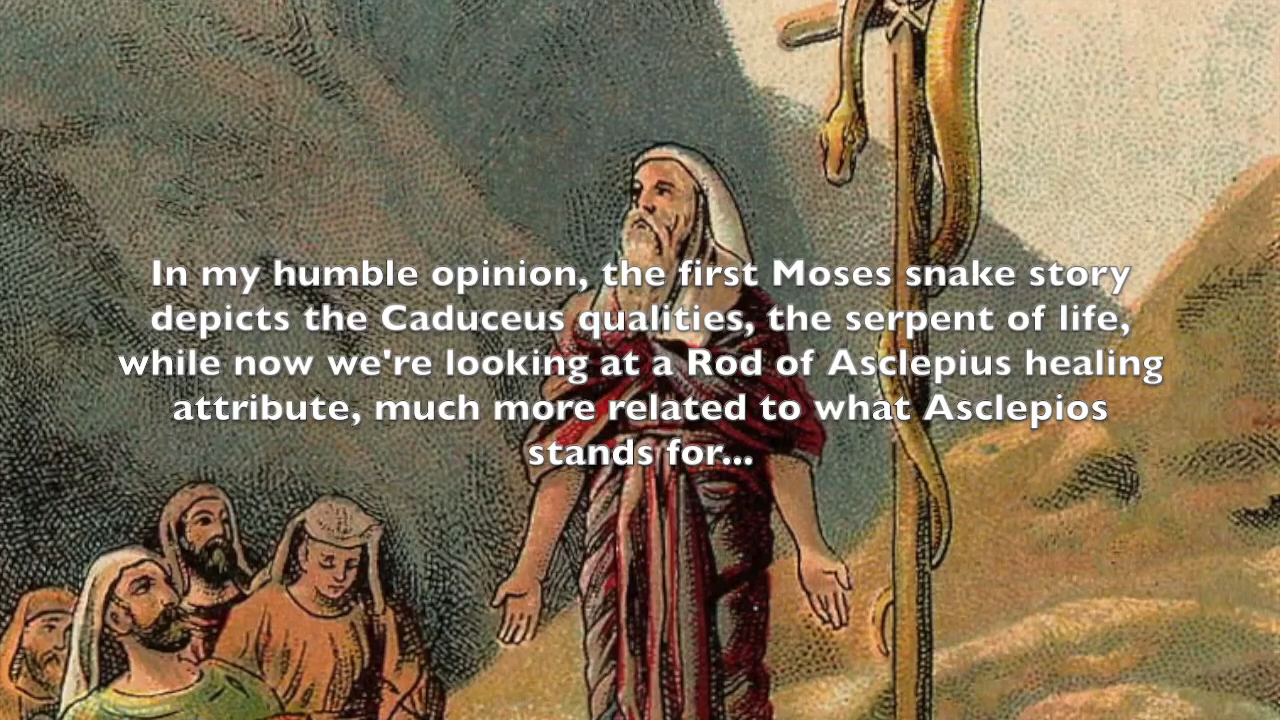 In my humble opinion, the first Moses snake story
depicts the Caduceus qualities, the serpent of life,
while now we're looking at a Rod of Asclepius healing
attribute, much more related to what Asclepios
stands for...